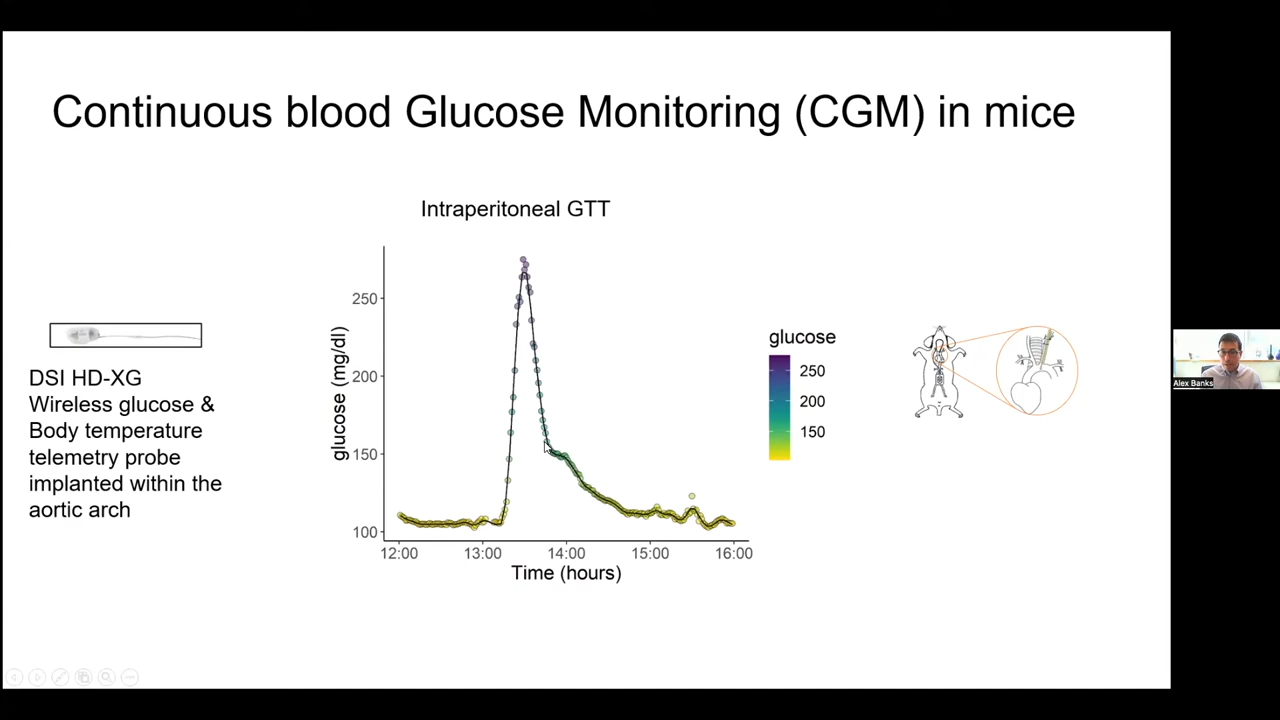 Continuous blood Glucose Monitoring (CGM) in mice
Intraperitoneal GTT
DSI HD-XG
Wireless glucose &
Body temperature
telemetry probe
implanted within the
aortic arch
glucose (mg/dl)
250
200
150
100
12:00 13:00 14:00 15:00 16:00
Time (hours)
glucose
250
200
150
Alex Banks